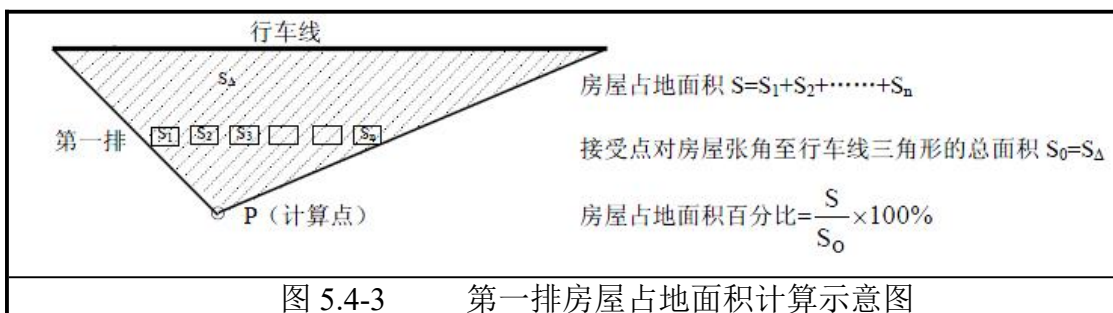 行车线
S△
房屋占地面积 S=S₁+S₂+……+Sₙ
第一排
S₁ S₂ S₃ Sₙ
接受点对房屋张角至行车线三角形的总面积 S₀=S△
P（计算点）
房屋占地面积百分比=S/S₀×100%
图 5.4-3 第一排房屋占地面积计算示意图